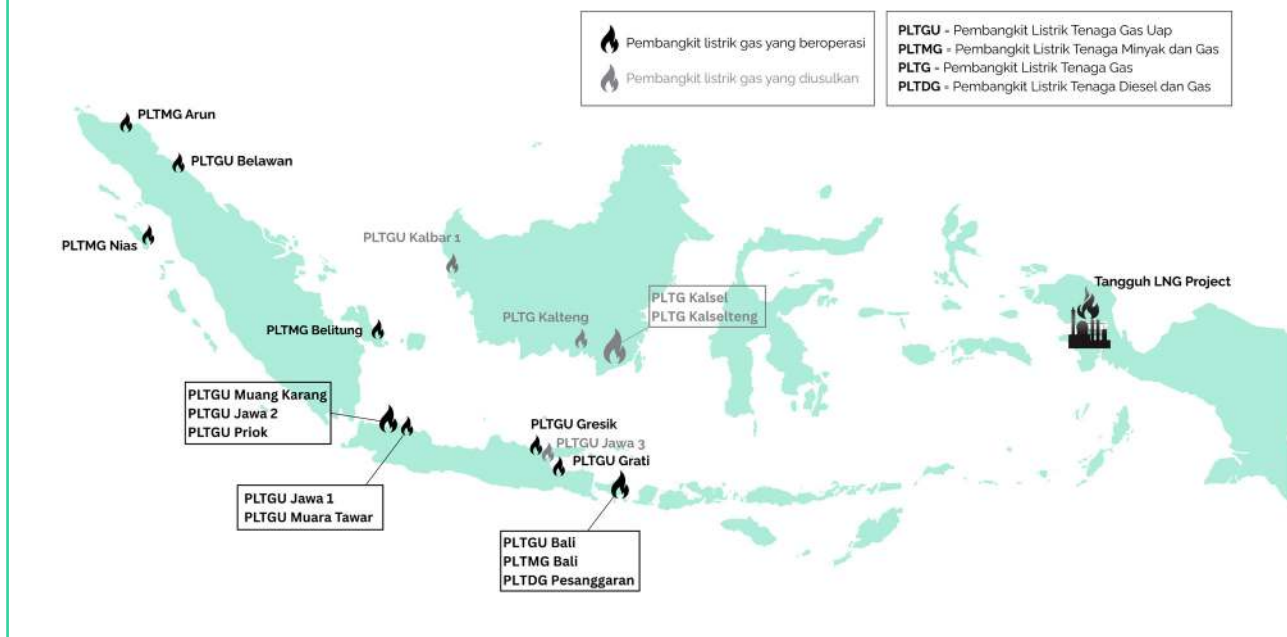 Pembangkit listrik gas yang beroperasi
Pembangkit listrik gas yang diusulkan
PLTGU = Pembangkit Listrik Tenaga Gas Uap
PLTMG = Pembangkit Listrik Tenaga Minyak dan Gas
PLTG = Pembangkit Listrik Tenaga Gas
PLTDG = Pembangkit Listrik Tenaga Diesel dan Gas
PLTMG Arun
PLTGU Belawan
PLTMG Nias
PLTGU Kalbar 1
PLTG Kalsel
PLTG Kalselteng
PLTG Kalteng
Tangguh LNG Project
PLTMG Belitung
PLTGU Muang Karang
PLTGU Jawa 2
PLTGU Priok
PLTGU Gresik
PLTGU Jawa 3
PLTGU Grati
PLTGU Jawa 1
PLTGU Muara Tawar
PLTGU Bali
PLTMG Bali
PLTDG Pesanggaran